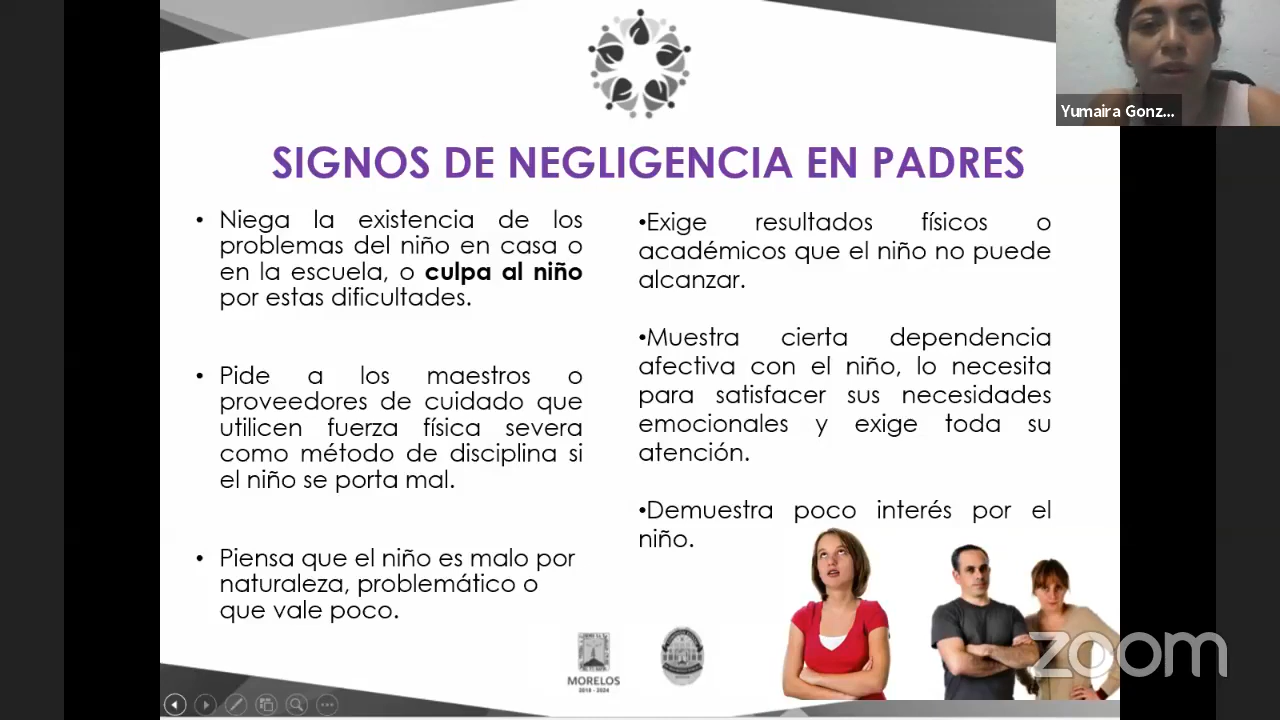 Yumaira Gonz...
SIGNOS DE NEGLIGENCIA EN PADRES
• Niega la existencia de los
problemas del niño en casa o
en la escuela, o culpa al niño
por estas dificultades.
• Pide a los maestros o
proveedores de cuidado que
utilicen fuerza física severa
como método de disciplina si
el niño se porta mal.
• Piensa que el niño es malo por
naturaleza, problemático o
que vale poco.
•Exige resultados físicos o
académicos que el niño no puede
alcanzar.
•Muestra cierta dependencia
afectiva con el niño, lo necesita
para satisfacer sus necesidades
emocionales y exige toda su
atención.
•Demuestra poco interés por el
niño.
MORELOS
2018 - 2024
zoom